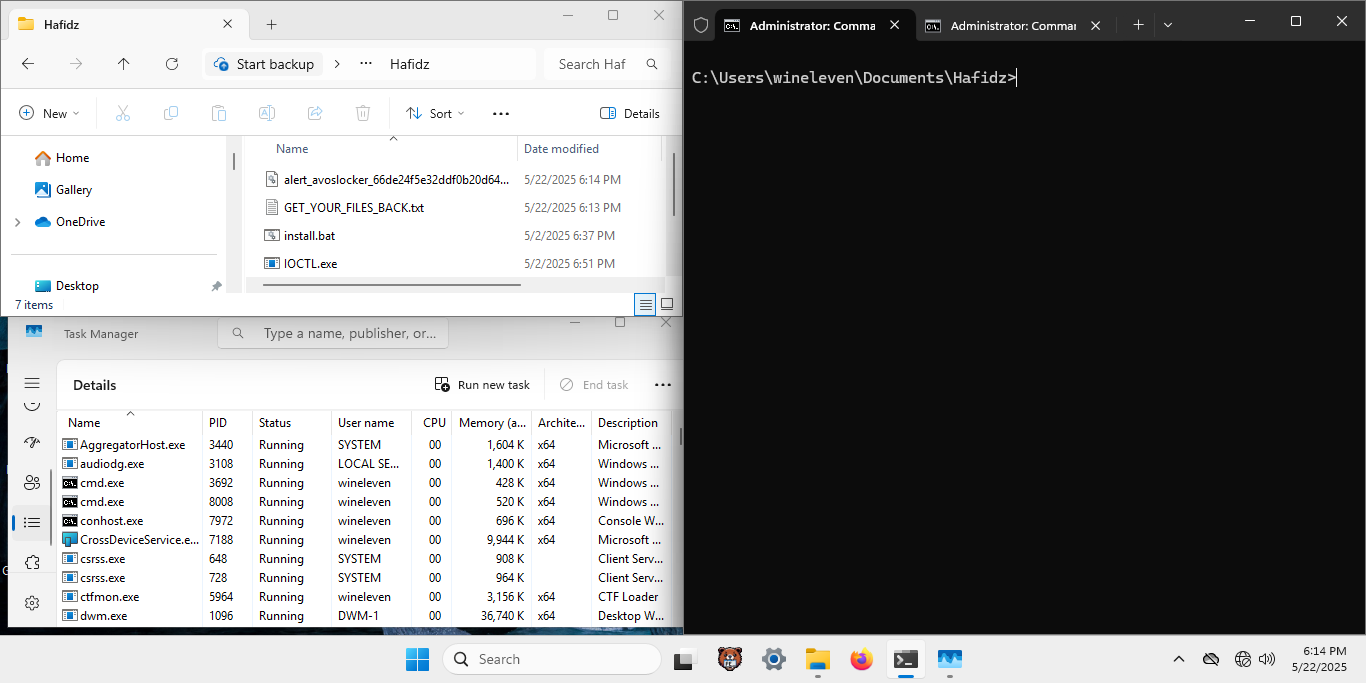 Hafidz
Start backup
Hafidz
Search Haf
New
Sort
Details
Name
Date modified
Home
Gallery
OneDrive
Desktop
alert_avoslocker_66de24f5e32ddf0b20d64... 5/22/2025 6:14 PM
GET_YOUR_FILES_BACK.txt 5/22/2025 6:13 PM
install.bat 5/2/2025 6:37 PM
IOCTL.exe 5/2/2025 6:51 PM
7 items
Task Manager
Type a name, publisher, or...
Details
Run new task
End task
Name PID Status User name CPU Memory (a... Archite... Description
AggregatorHost.exe 3440 Running SYSTEM 00 1,604 K x64 Microsoft ...
audiodg.exe 3108 Running LOCAL SE... 00 1,400 K x64 Windows ...
cmd.exe 3692 Running wineleven 00 428 K x64 Windows ...
cmd.exe 8008 Running wineleven 00 520 K x64 Windows ...
conhost.exe 7972 Running wineleven 00 696 K x64 Console W...
CrossDeviceService.e... 7188 Running wineleven 00 9,944 K x64 Microsoft ...
csrss.exe 648 Running SYSTEM 00 908 K Client Serv...
csrss.exe 728 Running SYSTEM 00 964 K Client Serv...
ctfmon.exe 5964 Running wineleven 00 3,156 K x64 CTF Loader
dwm.exe 1096 Running DWM-1 00 36,740 K x64 Desktop W...
Administrator: Comma
Administrator: Comman
C:\Users\wineleven\Documents\Hafidz>
Search
6:14 PM
5/22/2025